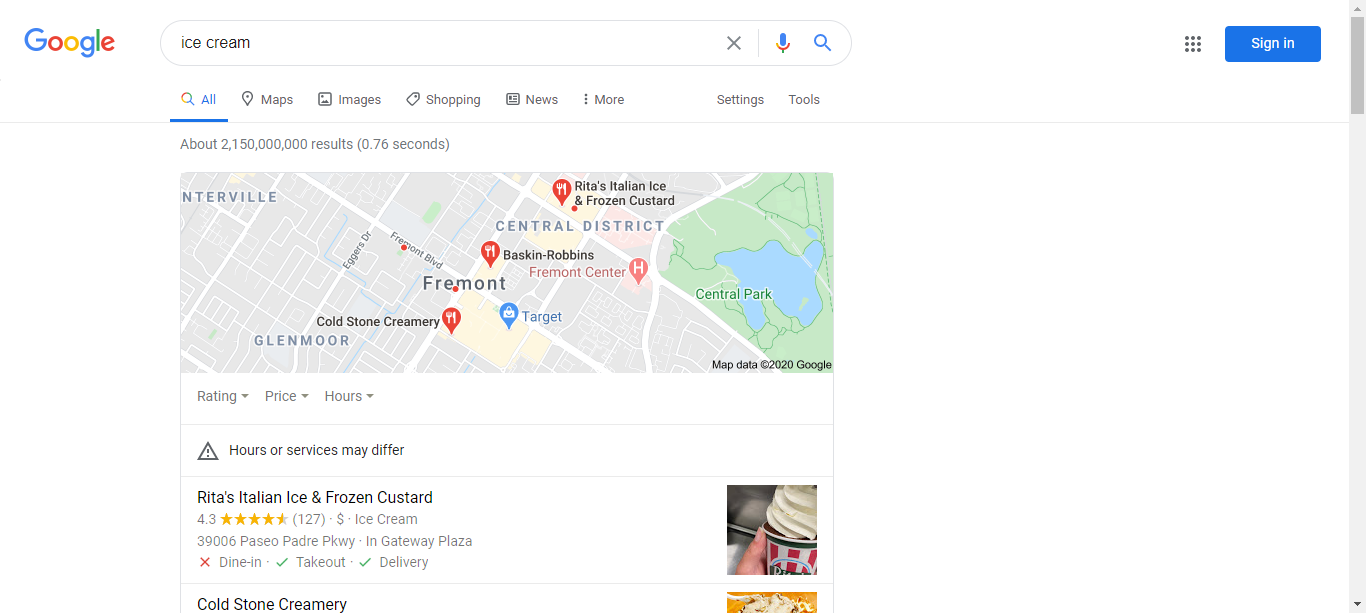 Google
ice cream
Sign in
All
Maps
Images
Shopping
News
More
Settings
Tools
About 2,150,000,000 results (0.76 seconds)
NTERVILLE
Rita's Italian Ice
& Frozen Custard
CENTRAL DISTRICT
Eggers Dr
Fremont Blvd
Baskin-Robbins
Fremont Center
H
Fremont
Central Park
Cold Stone Creamery
Target
GLENMOOR
Map data ©2020 Google
Rating
Price
Hours
Hours or services may differ
Rita's Italian Ice & Frozen Custard
4.3 ★★★★★ (127) · $ · Ice Cream
39006 Paseo Padre Pkwy · In Gateway Plaza
✕ Dine-in · ✓ Takeout · ✓ Delivery
Cold Stone Creamery